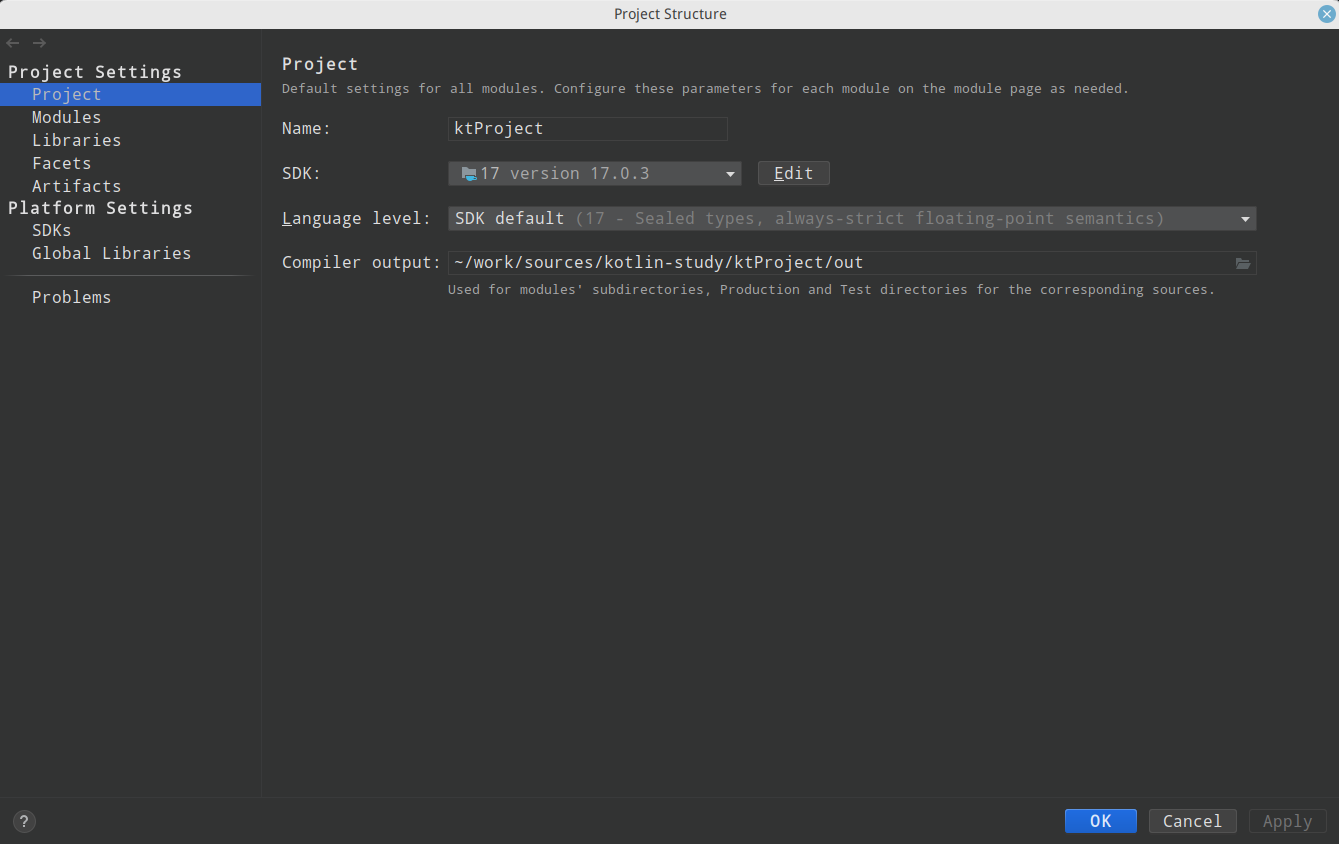 Project Structure
Project Settings
Project
Modules
Libraries
Facets
Artifacts
Platform Settings
SDKs
Global Libraries
Problems
Project
Default settings for all modules. Configure these parameters for each module on the module page as needed.
Name: ktProject
SDK: 17 version 17.0.3 Edit
Language level: SDK default (17 - Sealed types, always-strict floating-point semantics)
Compiler output: ~/work/sources/kotlin-study/ktProject/out
Used for modules' subdirectories, Production and Test directories for the corresponding sources.
? OK Cancel Apply